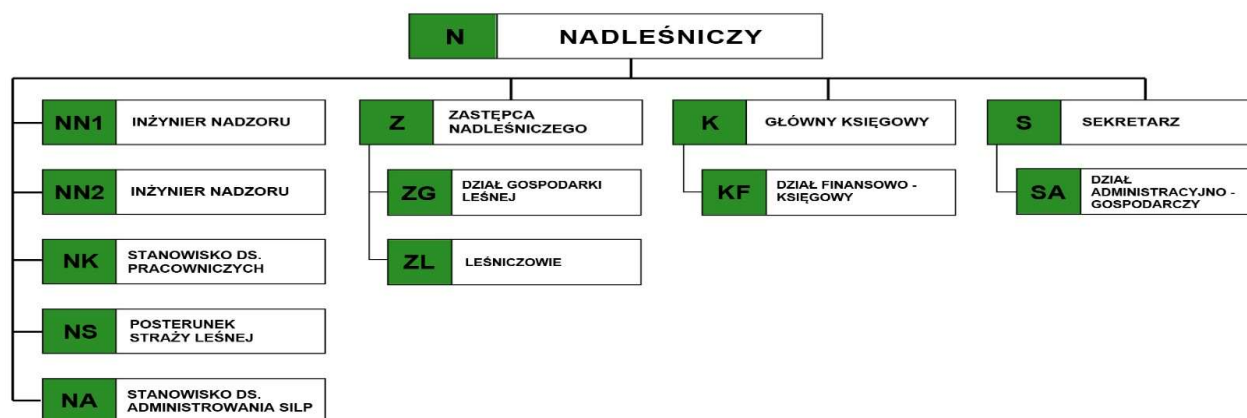 N NADLEŚNICZY
NN1 INŻYNIER NADZORU
NN2 INŻYNIER NADZORU
NK STANOWISKO DS.
PRACOWNICZYCH
NS POSTERUNEK
STRAŻY LEŚNEJ
NA STANOWISKO DS.
ADMINISTROWANIA SILP
Z ZASTĘPCA
NADLEŚNICZEGO
ZG DZIAŁ GOSPODARKI
LEŚNEJ
ZL LEŚNICZOWIE
K GŁÓWNY KSIĘGOWY
KF DZIAŁ FINANSOWO -
KSIĘGOWY
S SEKRETARZ
SA DZIAŁ
ADMINISTRACYJNO -
GOSPODARCZY